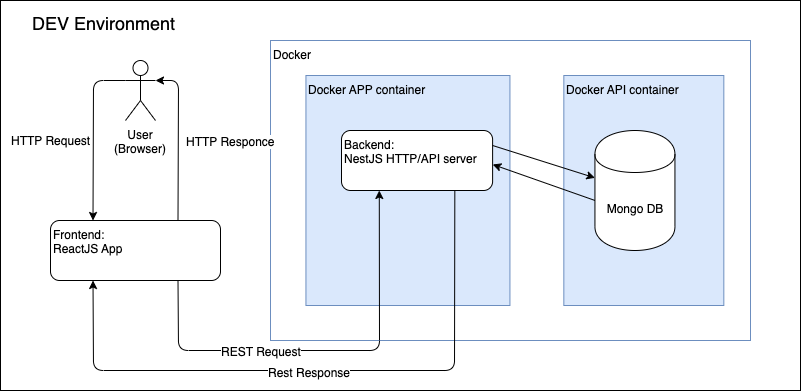 DEV Environment
Docker
Docker APP container
Docker API container
HTTP Request
User
(Browser)
HTTP Responce
Backend:
NestJS HTTP/API server
Mongo DB
Frontend:
ReactJS App
REST Request
Rest Response